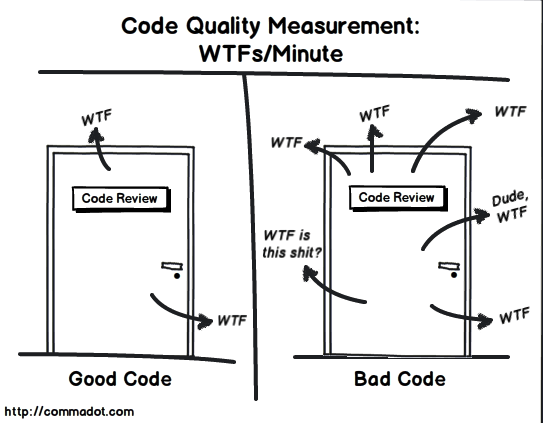 Code Quality Measurement:
WTFs/Minute
WTF
Code Review
WTF
Good Code
WTF
WTF
WTF
Code Review
Dude,
WTF
WTF is
this shit?
WTF
Bad Code
http://commadot.com